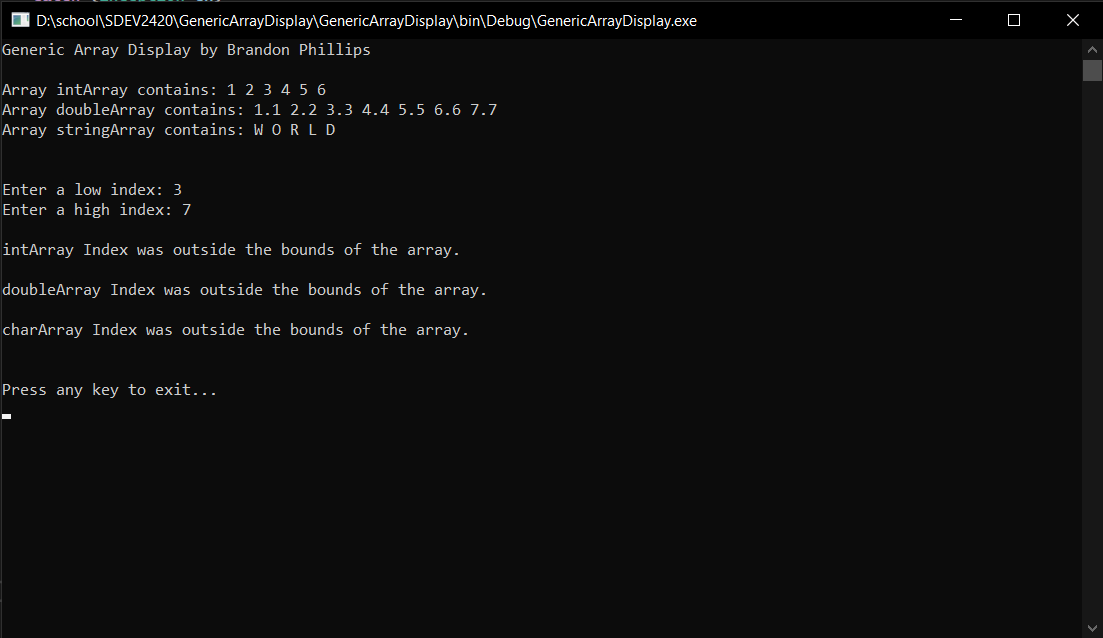 D:\school\SDEV2420\GenericArrayDisplay\GenericArrayDisplay\bin\Debug\GenericArrayDisplay.exe
Generic Array Display by Brandon Phillips
Array intArray contains: 1 2 3 4 5 6
Array doubleArray contains: 1.1 2.2 3.3 4.4 5.5 6.6 7.7
Array stringArray contains: W O R L D
Enter a low index: 3
Enter a high index: 7
intArray Index was outside the bounds of the array.
doubleArray Index was outside the bounds of the array.
charArray Index was outside the bounds of the array.
Press any key to exit...